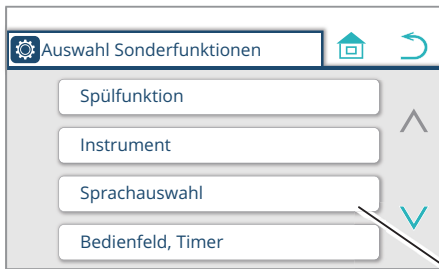 Auswahl Sonderfunktionen
Spülfunktion
Instrument
Sprachauswahl
Bedienfeld, Timer